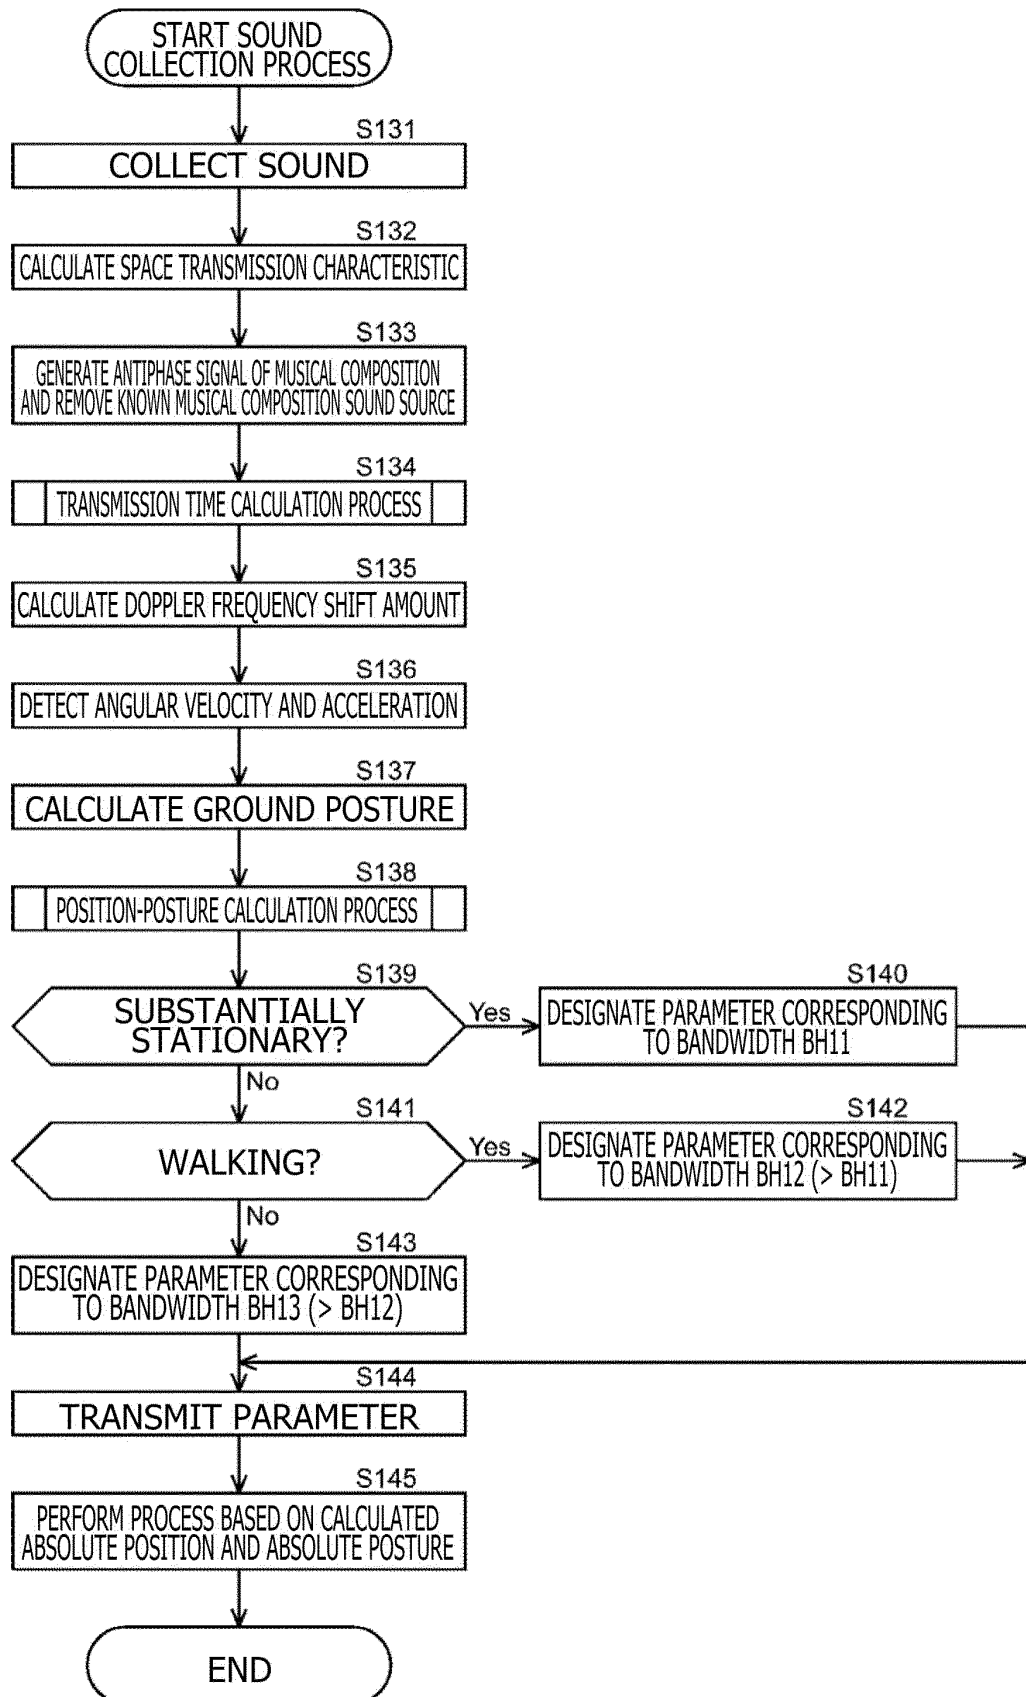 START SOUND
COLLECTION PROCESS
S131
COLLECT SOUND
S132
CALCULATE SPACE TRANSMISSION CHARACTERISTIC
S133
GENERATE ANTIPHASE SIGNAL OF MUSICAL COMPOSITION
AND REMOVE KNOWN MUSICAL COMPOSITION SOUND SOURCE
S134
TRANSMISSION TIME CALCULATION PROCESS
S135
CALCULATE DOPPLER FREQUENCY SHIFT AMOUNT
S136
DETECT ANGULAR VELOCITY AND ACCELERATION
S137
CALCULATE GROUND POSTURE
S138
POSITION-POSTURE CALCULATION PROCESS
S139
SUBSTANTIALLY
STATIONARY?
Yes
S140
DESIGNATE PARAMETER CORRESPONDING
TO BANDWIDTH BH11
No
S141
WALKING?
Yes
S142
DESIGNATE PARAMETER CORRESPONDING
TO BANDWIDTH BH12 (> BH11)
No
S143
DESIGNATE PARAMETER CORRESPONDING
TO BANDWIDTH BH13 (> BH12)
S144
TRANSMIT PARAMETER
S145
PERFORM PROCESS BASED ON CALCULATED
ABSOLUTE POSITION AND ABSOLUTE POSTURE
END